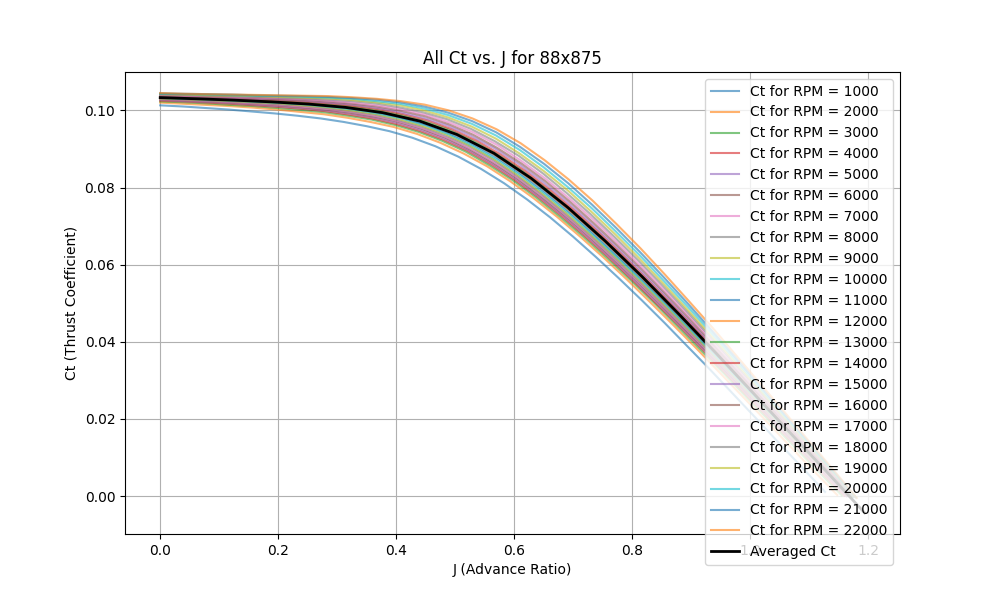 All Ct vs. J for 88x875
Ct (Thrust Coefficient)
0.10
0.08
0.06
0.04
0.02
0.00
0.0
0.2
0.4
0.6
0.8
1.0
1.2
J (Advance Ratio)
Ct for RPM = 1000
Ct for RPM = 2000
Ct for RPM = 3000
Ct for RPM = 4000
Ct for RPM = 5000
Ct for RPM = 6000
Ct for RPM = 7000
Ct for RPM = 8000
Ct for RPM = 9000
Ct for RPM = 10000
Ct for RPM = 11000
Ct for RPM = 12000
Ct for RPM = 13000
Ct for RPM = 14000
Ct for RPM = 15000
Ct for RPM = 16000
Ct for RPM = 17000
Ct for RPM = 18000
Ct for RPM = 19000
Ct for RPM = 20000
Ct for RPM = 21000
Ct for RPM = 22000
Averaged Ct